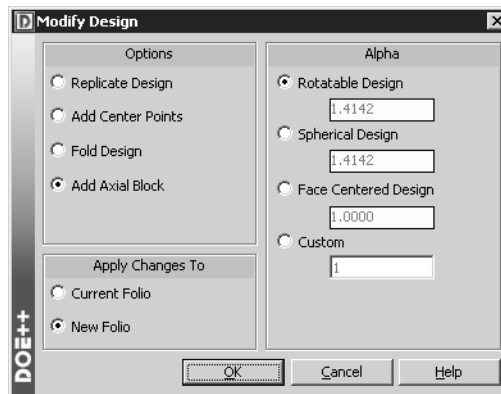 D Modify Design
Options
Replicate Design
Add Center Points
Fold Design
Add Axial Block
Apply Changes To
Current Folio
New Folio
Alpha
Rotatable Design
1.4142
Spherical Design
1.4142
Face Centered Design
1.0000
Custom
1
DOE++
OK
Cancel
Help